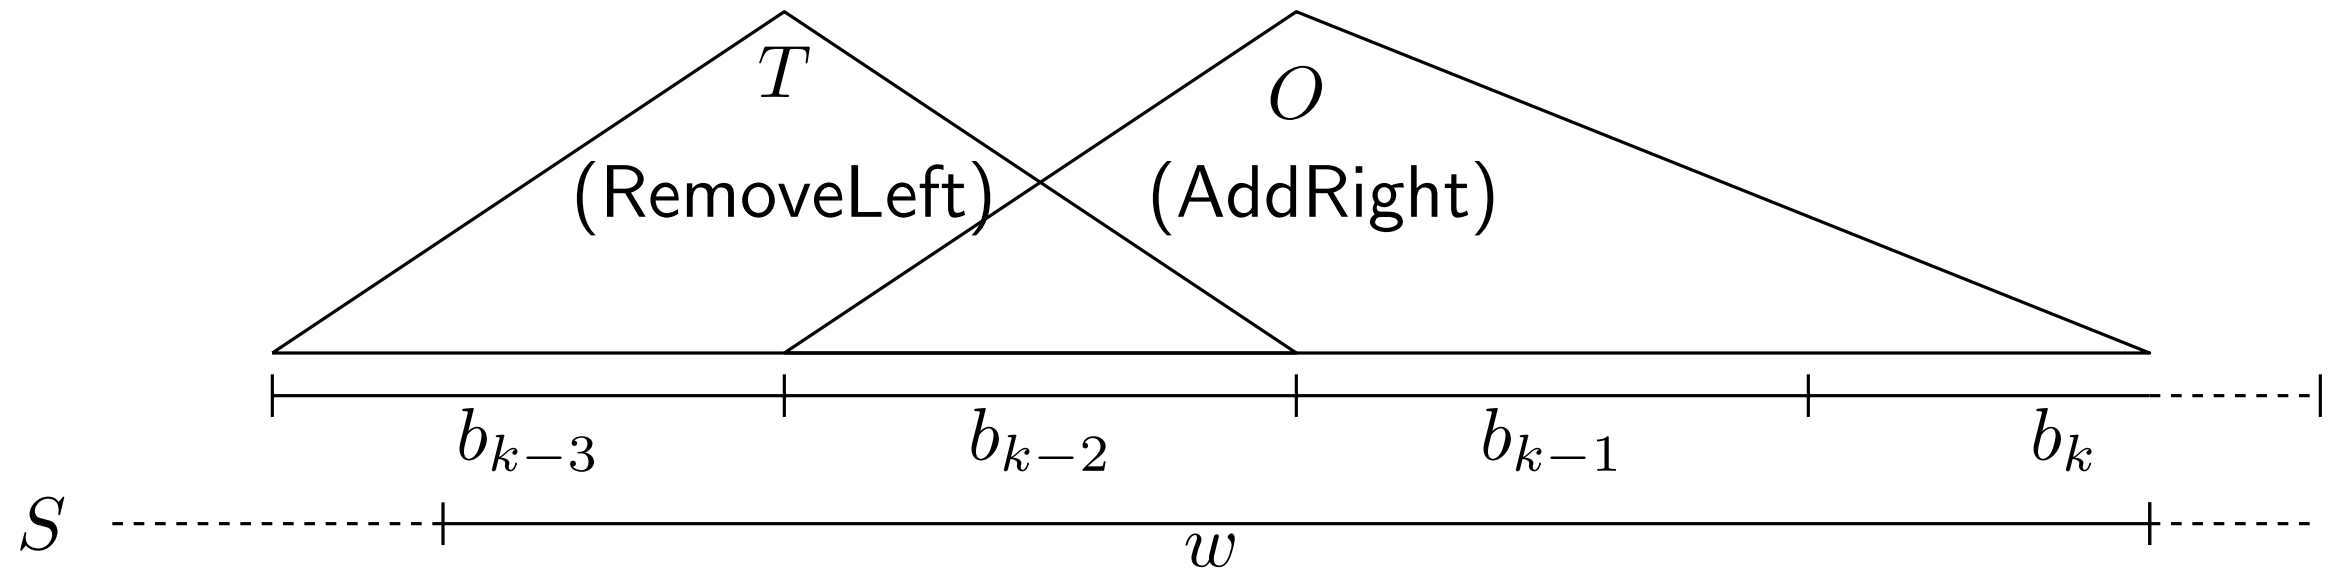 T O
(RemoveLeft) (AddRight)
b_{k-3} b_{k-2} b_{k-1} b_k
S
w